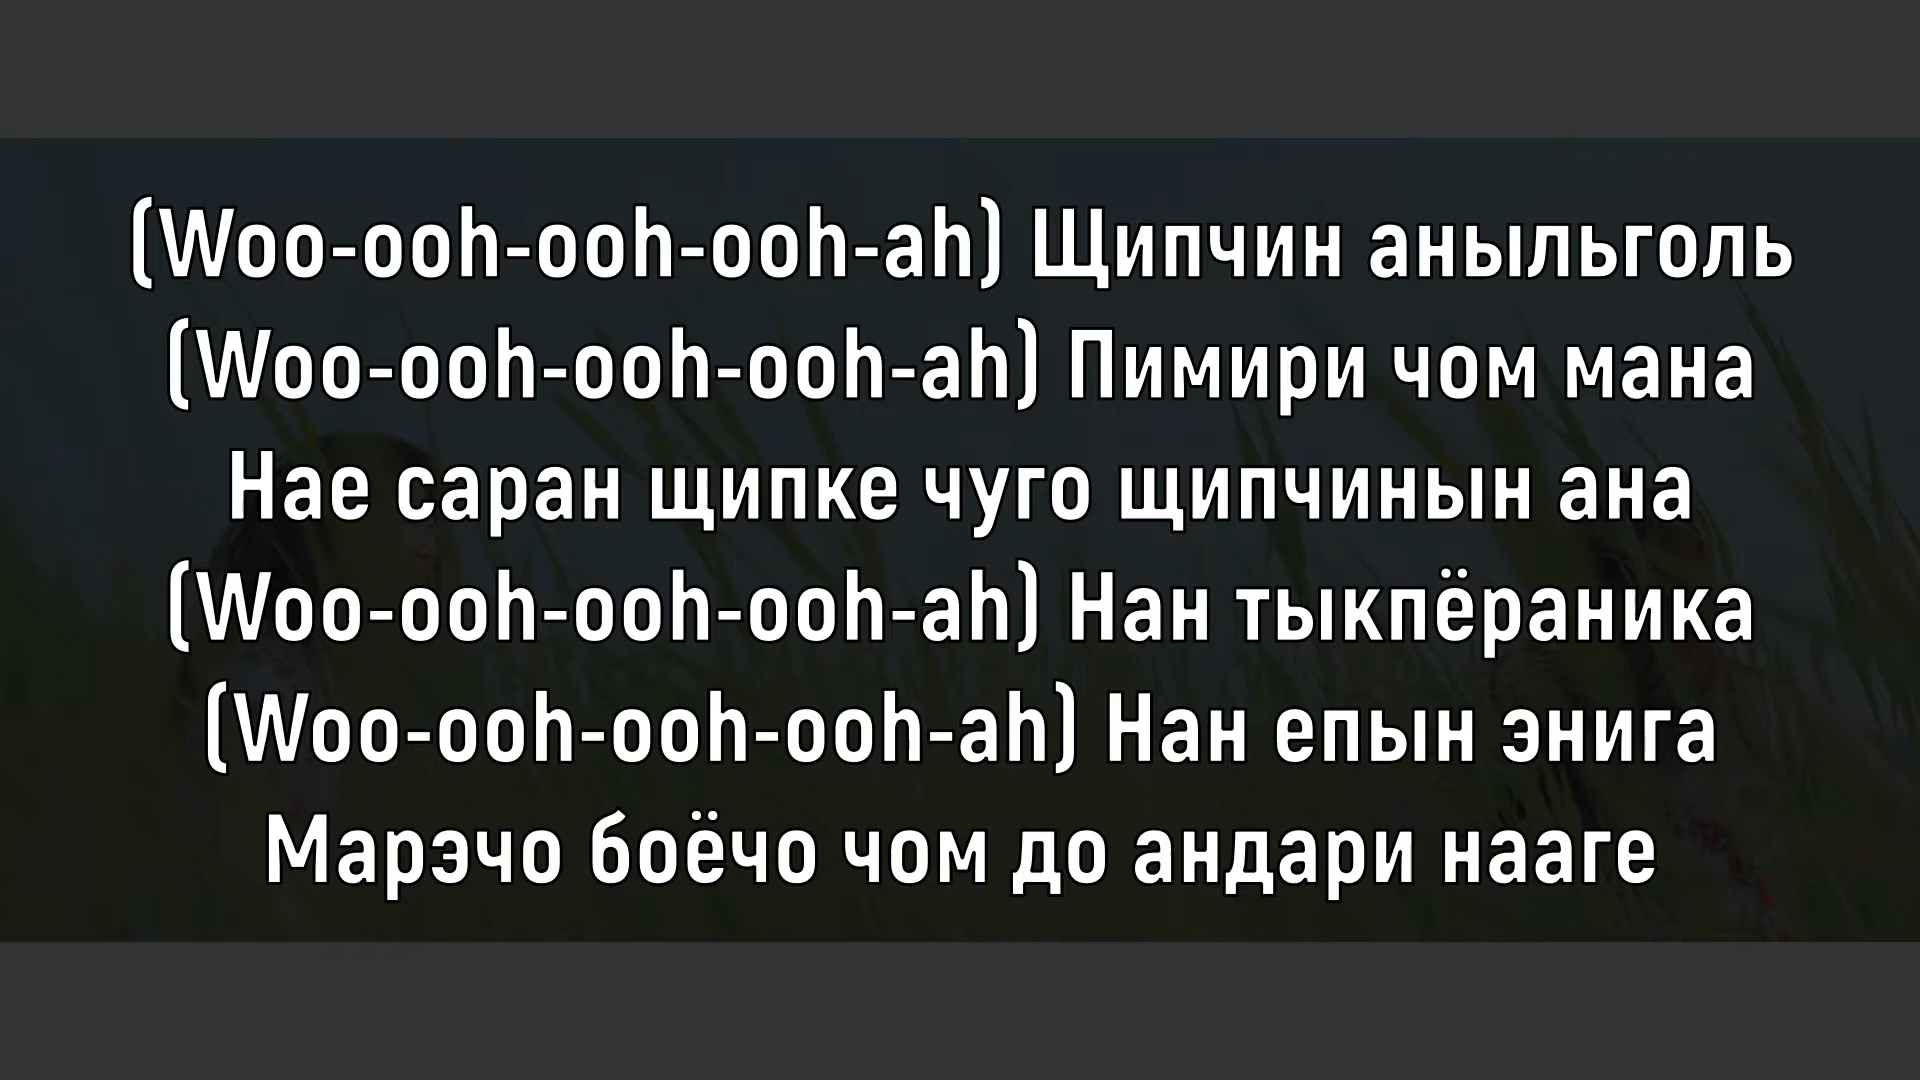 (Woo-ooh-ooh-ooh-ah) Щипчин аныльголь
(Woo-ooh-ooh-ooh-ah) Пимири чом мана
Нае саран щипке чуго щипчинын ана
(Woo-ooh-ooh-ooh-ah) Нан тыкпёраника
(Woo-ooh-ooh-ooh-ah) Нан епын энига
Марэчо боёчо чом до андари нааге